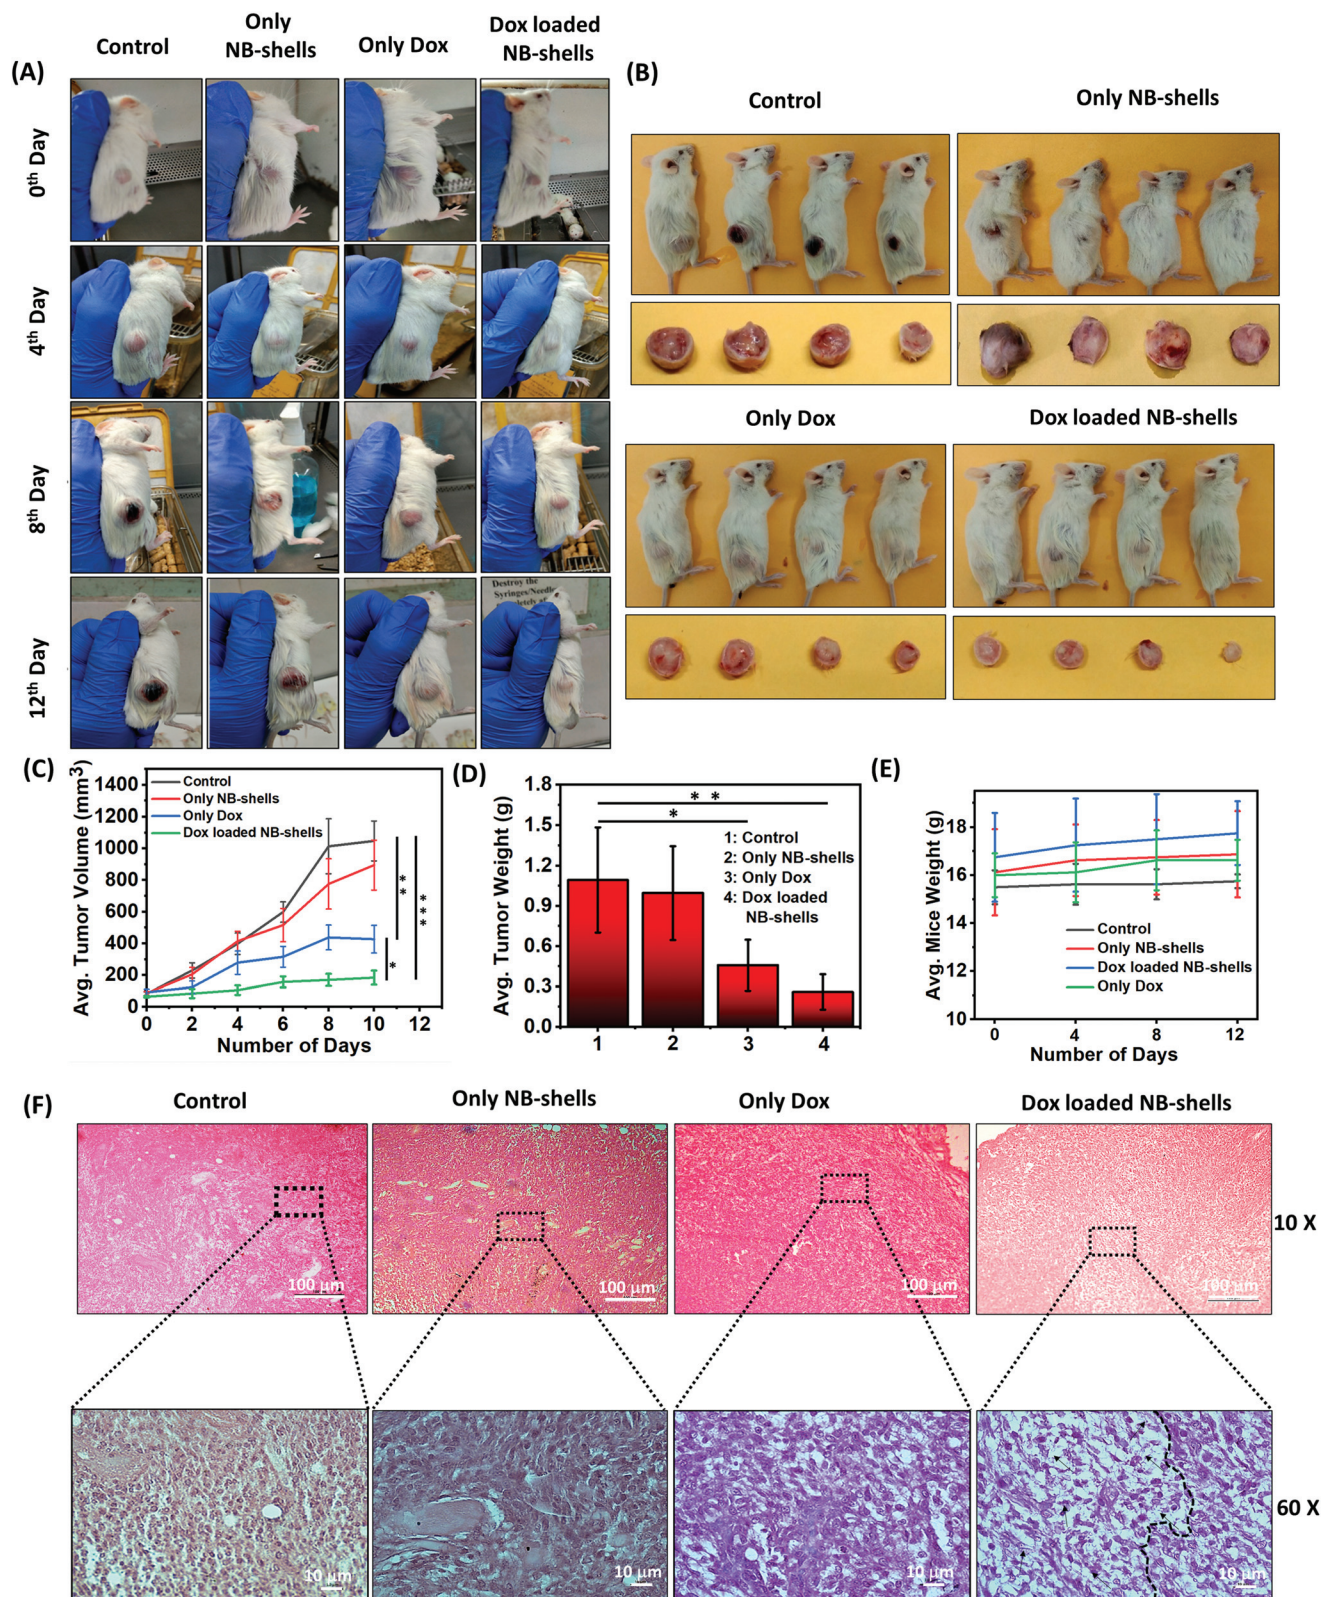 Control
Only
NB-shells
Only Dox
Dox loaded
NB-shells
(A)
0th Day
4th Day
8th Day
12th Day
Destroy the
Syringes/Needle
(B)
Control
Only NB-shells
Only Dox
Dox loaded NB-shells
(C)
Avg. Tumor Volume (mm3)
1400
1200
1000
800
600
400
200
0
Control
Only NB-shells
Only Dox
Dox loaded NB-shells
**
***
*
0 2 4 6 8 10 12
Number of Days
(D)
Avg. Tumor Weight (g)
1.8
1.5
1.2
0.9
0.6
0.3
0.0
* *
*
1: Control
2: Only NB-shells
3: Only Dox
4: Dox loaded
NB-shells
1 2 3 4
(E)
Avg. Mice Weight (g)
18
16
14
12
10
Control
Only NB-shells
Dox loaded NB-shells
Only Dox
0 4 8 12
Number of Days
(F)
Control
Only NB-shells
Only Dox
Dox loaded NB-shells
100 µm
100 µm
100 µm
100 µm
10 X
10 µm
10 µm
10 µm
10 µm
60 X